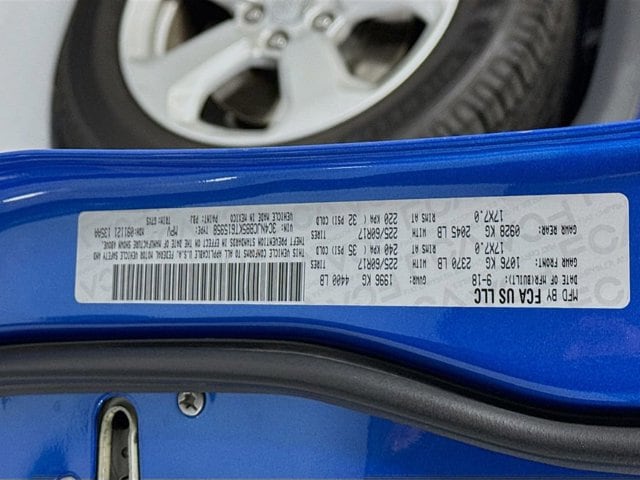 MFD BY FCA US LLC
DATE OF MFR(BUILT): 1-9-18 GVWR: 1996 KG 4400 LB
GAWR FRONT: 1076 KG 2370 LB WITH 225/60R17 TIRES
17X7.0 RIMS AT 240 KPA( 35 PSI) COLD
GAWR REAR: 0928 KG 2045 LB WITH 225/60R17 TIRES
17X7.0 RIMS AT 220 KPA( 32 PSI) COLD
THIS VEHICLE CONFORMS TO ALL APPLICABLE U.S.A. FEDERAL MOTOR VEHICLE SAFETY AND
THEFT PREVENTION STANDARDS IN EFFECT ON THE DATE OF MANUFACTURE SHOWN ABOVE.
VIN: TYPE: MPV
VEHICLE MADE IN MEXICO PAINT: TRIM:
MDH: